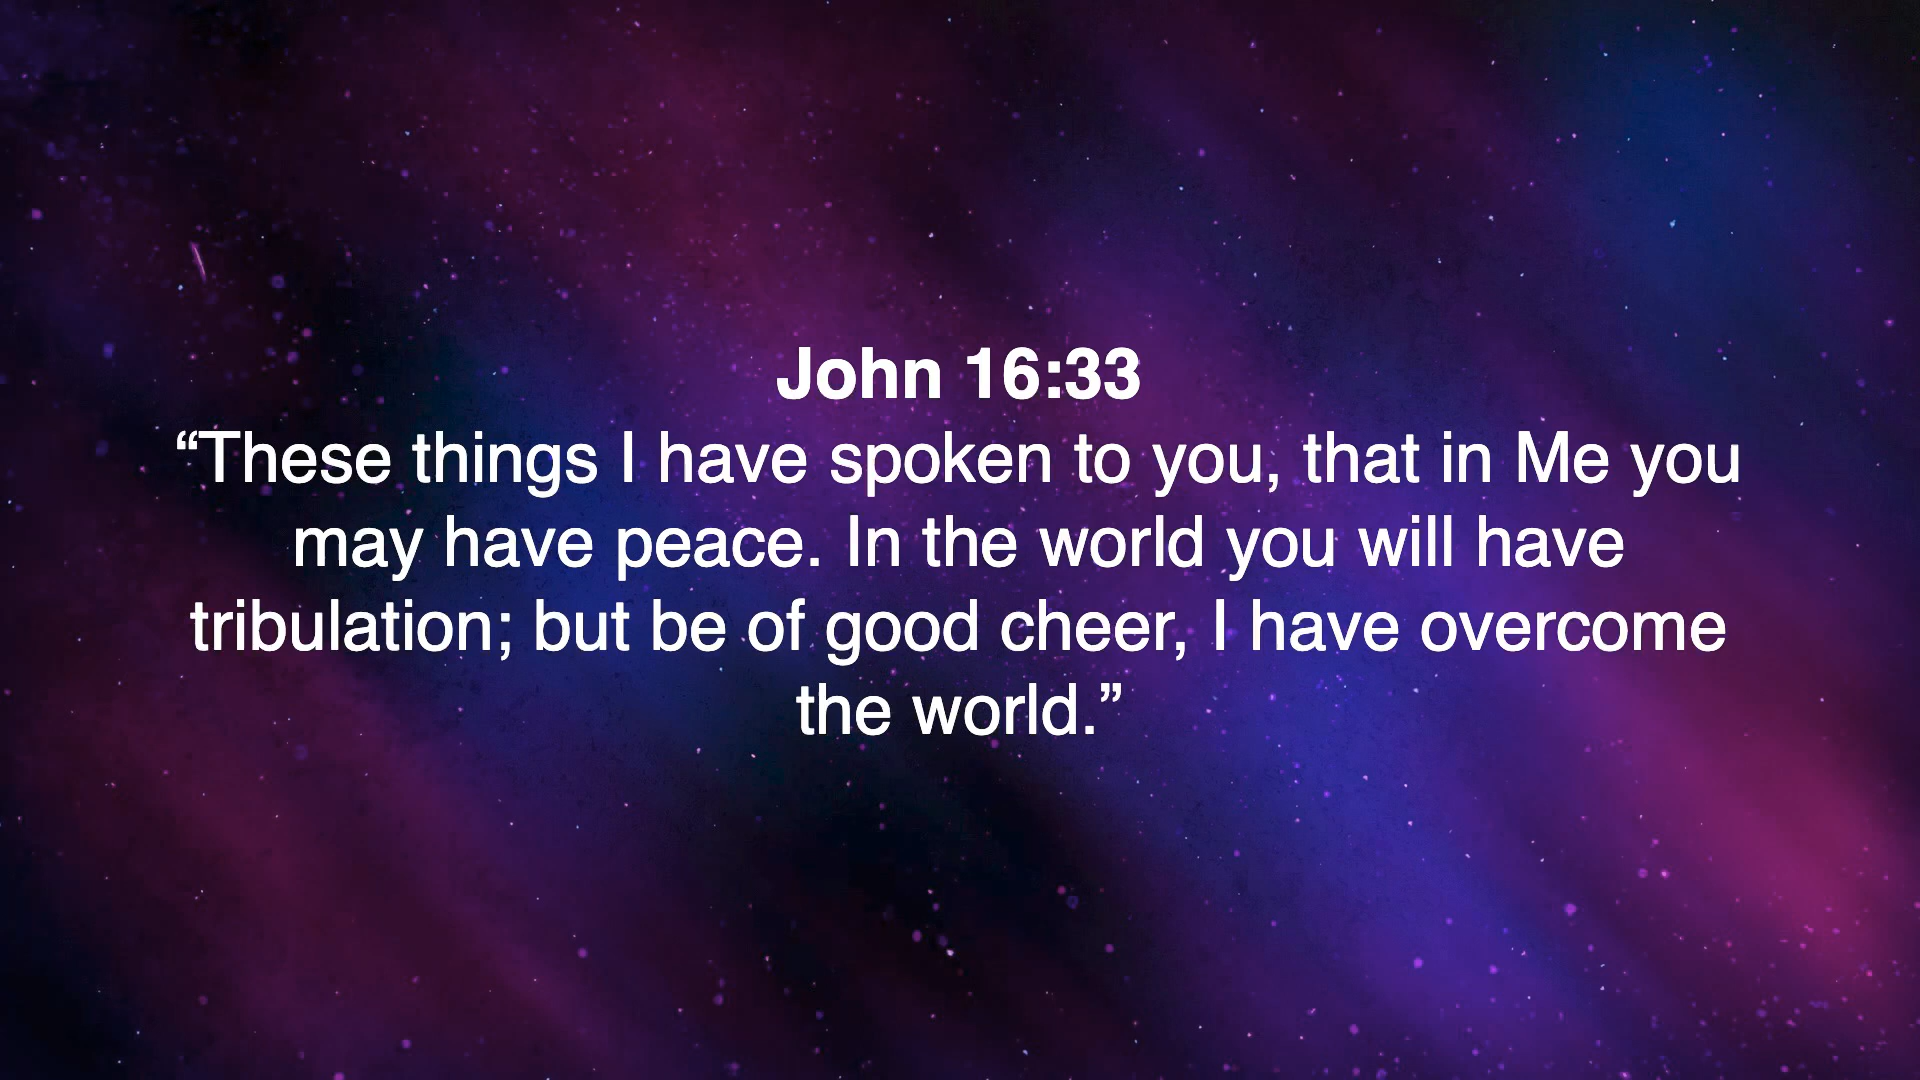 John 16:33
“These things I have spoken to you, that in Me you
may have peace. In the world you will have
tribulation; but be of good cheer, I have overcome
the world.”